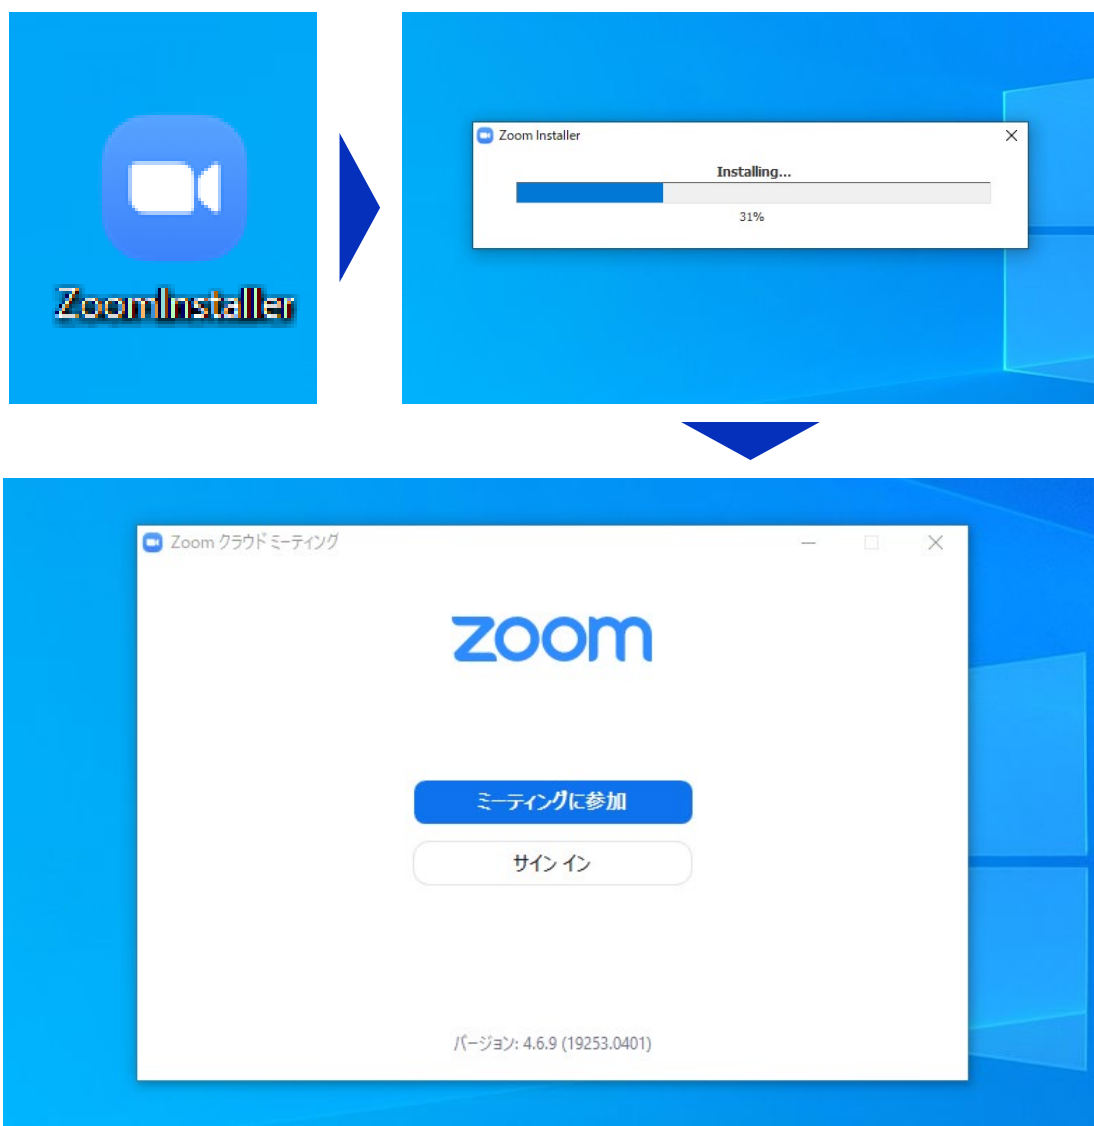 ZoomInstaller
Zoom Installer
Installing...
31%
Zoom クラウド ミーティング
zoom
ミーティングに参加
サイン イン
バージョン: 4.6.9 (19253.0401)